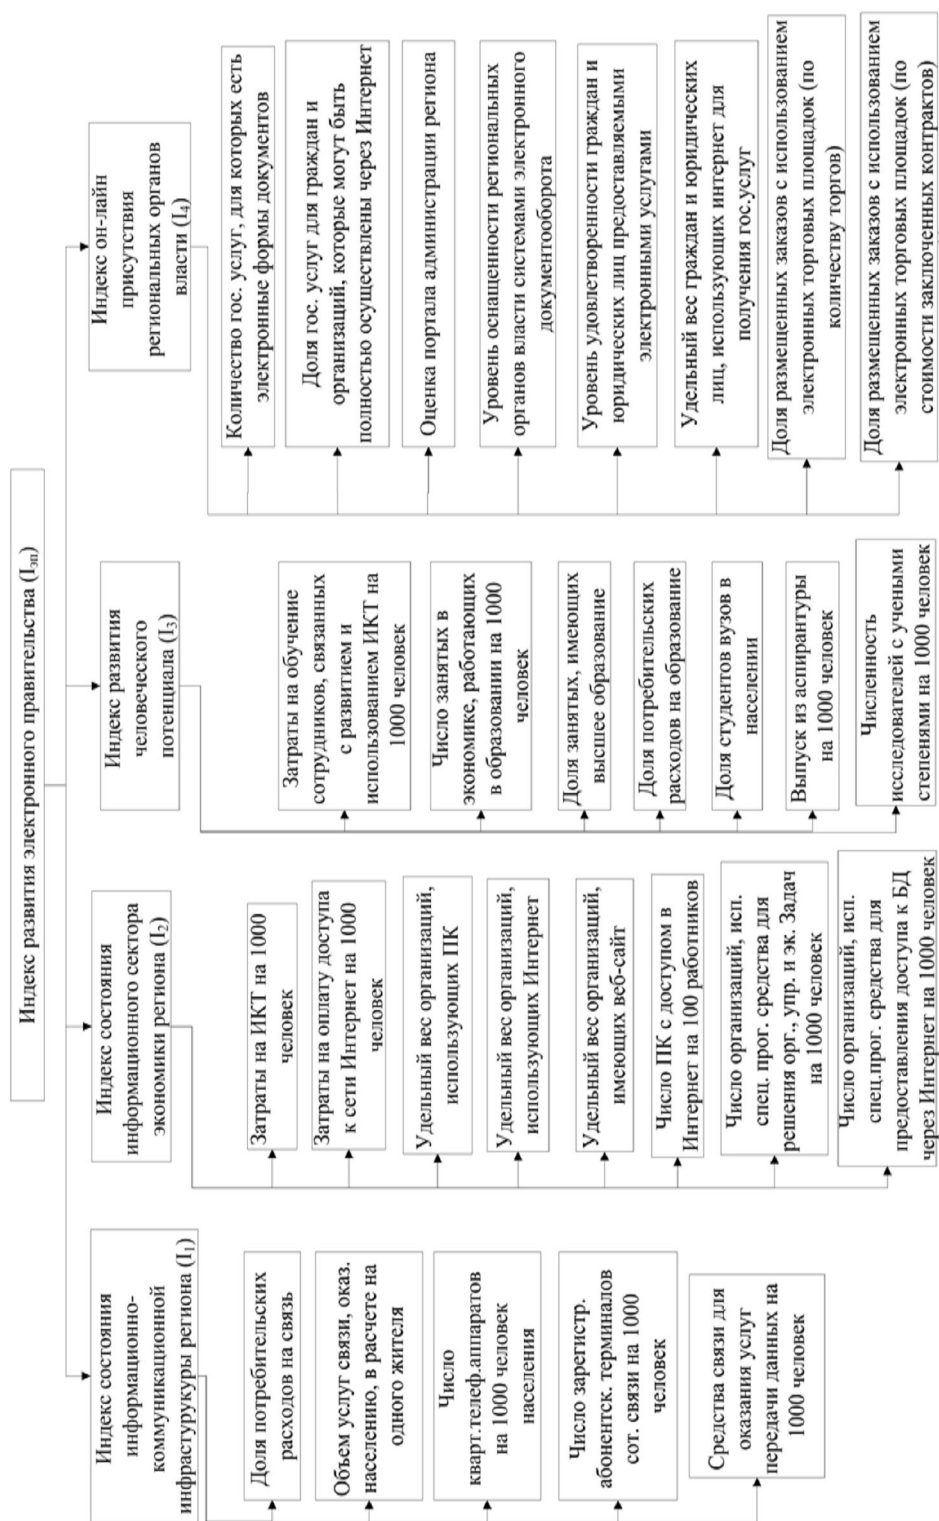 Индекс развития электронного правительства (Iэп)
Индекс состояния
информационно-
коммуникационной
инфрастурукуры региона (I1)
Доля потребительских
расходов на связь
Объем услуг связи, оказ.
населению, в расчете на
одного жителя
Число
кварт.телеф.аппаратов
на 1000 человек
населения
Число зарегистр.
абонентск. терминалов
сот. связи на 1000
человек
Средства связи для
оказания услуг
передачи данных на
1000 человек
Индекс состояния
информационного сектора
экономики региона (I2)
Затраты на ИКТ на 1000
человек
Затраты на оплату доступа
к сети Интернет на 1000
человек
Удельный вес организаций,
использующих ПК
Удельный вес организаций,
использующих Интернет
Удельный вес организаций,
имеющих веб-сайт
Число ПК с доступом в
Интернет на 100 работников
Число организаций, исп.
спец. прог. средства для
решения орг., упр. и эк. Задач
на 1000 человек
Число организаций, исп.
спец.прог. средства для
предоставления доступа к БД
через Интернет на 1000 человек
Индекс развития
человеческого
потенциала (I3)
Затраты на обучение
сотрудников, связанных
с развитием и
использованием ИКТ на
1000 человек
Число занятых в
экономике, работающих
в образовании на 1000
человек
Доля занятых, имеющих
высшее образование
Доля потребительских
расходов на образование
Доля студентов вузов в
населении
Выпуск из аспирантуры
на 1000 человек
Численность
исследователей с учеными
степенями на 1000 человек
Индекс он-лайн
присутствия
региональных органов
власти (I4)
Количество гос. услуг, для которых есть
электронные формы документов
Доля гос. услуг для граждан и
организаций, которые могут быть
полностью осуществлены через Интернет
Оценка портала администрации региона
Уровень оснащенности региональных
органов власти системами электронного
документооборота
Уровень удовлетворенности граждан и
юридических лиц предоставляемыми
электронными услугами
Удельный вес граждан и юридических
лиц, использующих интернет для
получения гос.услуг
Доля размещенных заказов с использованием
электронных торговых площадок (по
количеству торгов)
Доля размещенных заказов с использованием
электронных торговых площадок (по
стоимости заключенных контрактов)